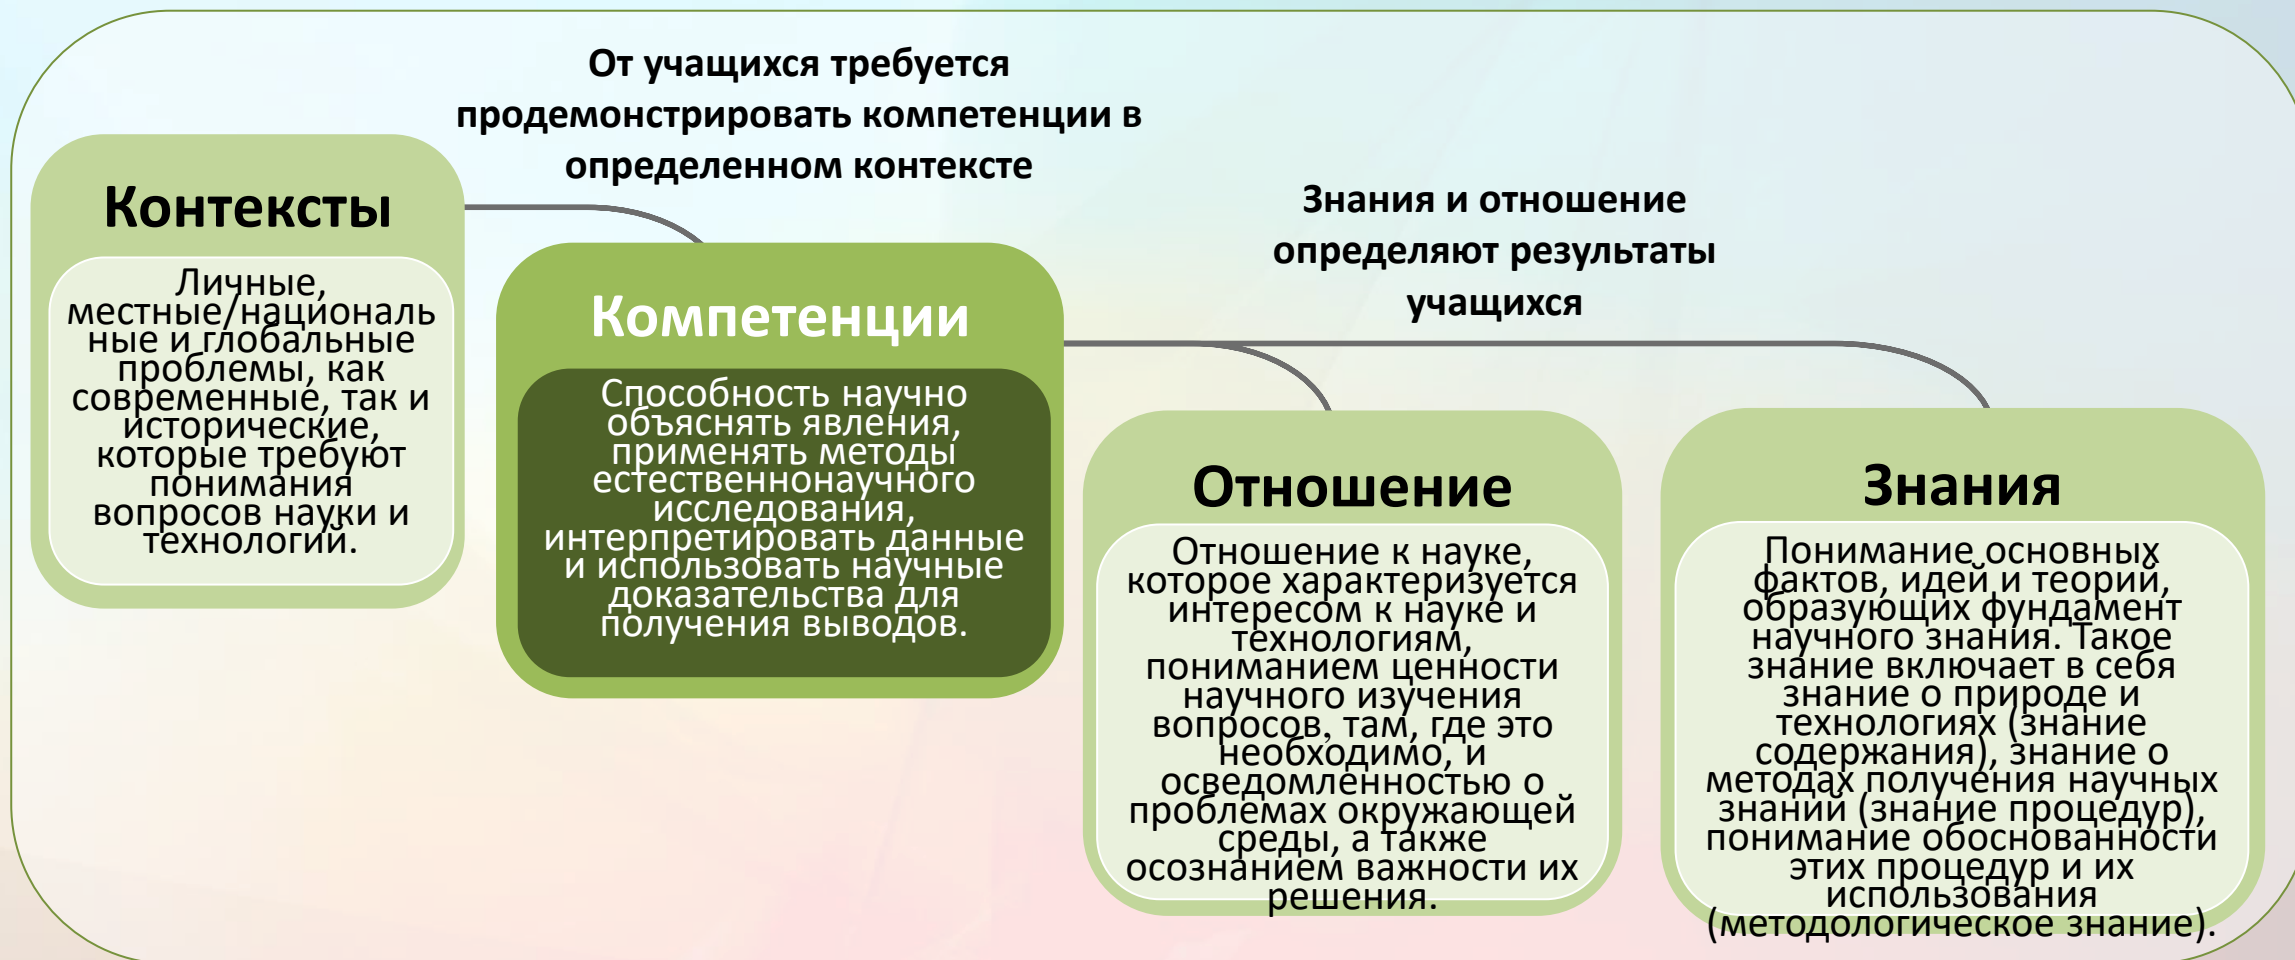 От учащихся требуется
продемонстрировать компетенции в
определенном контексте
Контексты
Личные,
местные/националь
ные и глобальные
проблемы, как
современные, так и
исторические,
которые требуют
понимания
вопросов науки и
технологий.
Компетенции
Способность научно
объяснять явления,
применять методы
естественнонаучного
исследования,
интерпретировать данные
и использовать научные
доказательства для
получения выводов.
Знания и отношение
определяют результаты
учащихся
Отношение
Отношение к науке,
которое характеризуется
интересом к науке и
технологиям,
пониманием ценности
научного изучения
вопросов, там, где это
необходимо, и
осведомленностью о
проблемах окружающей
среды, а также
осознанием важности их
решения.
Знания
Понимание основных
фактов, идей и теорий,
образующих фундамент
научного знания. Такое
знание включает в себя
знание о природе и
технологиях (знание
содержания), знание о
методах получения научных
знаний (знание процедур),
понимание обоснованности
этих процедур и их
использования
(методологическое знание).